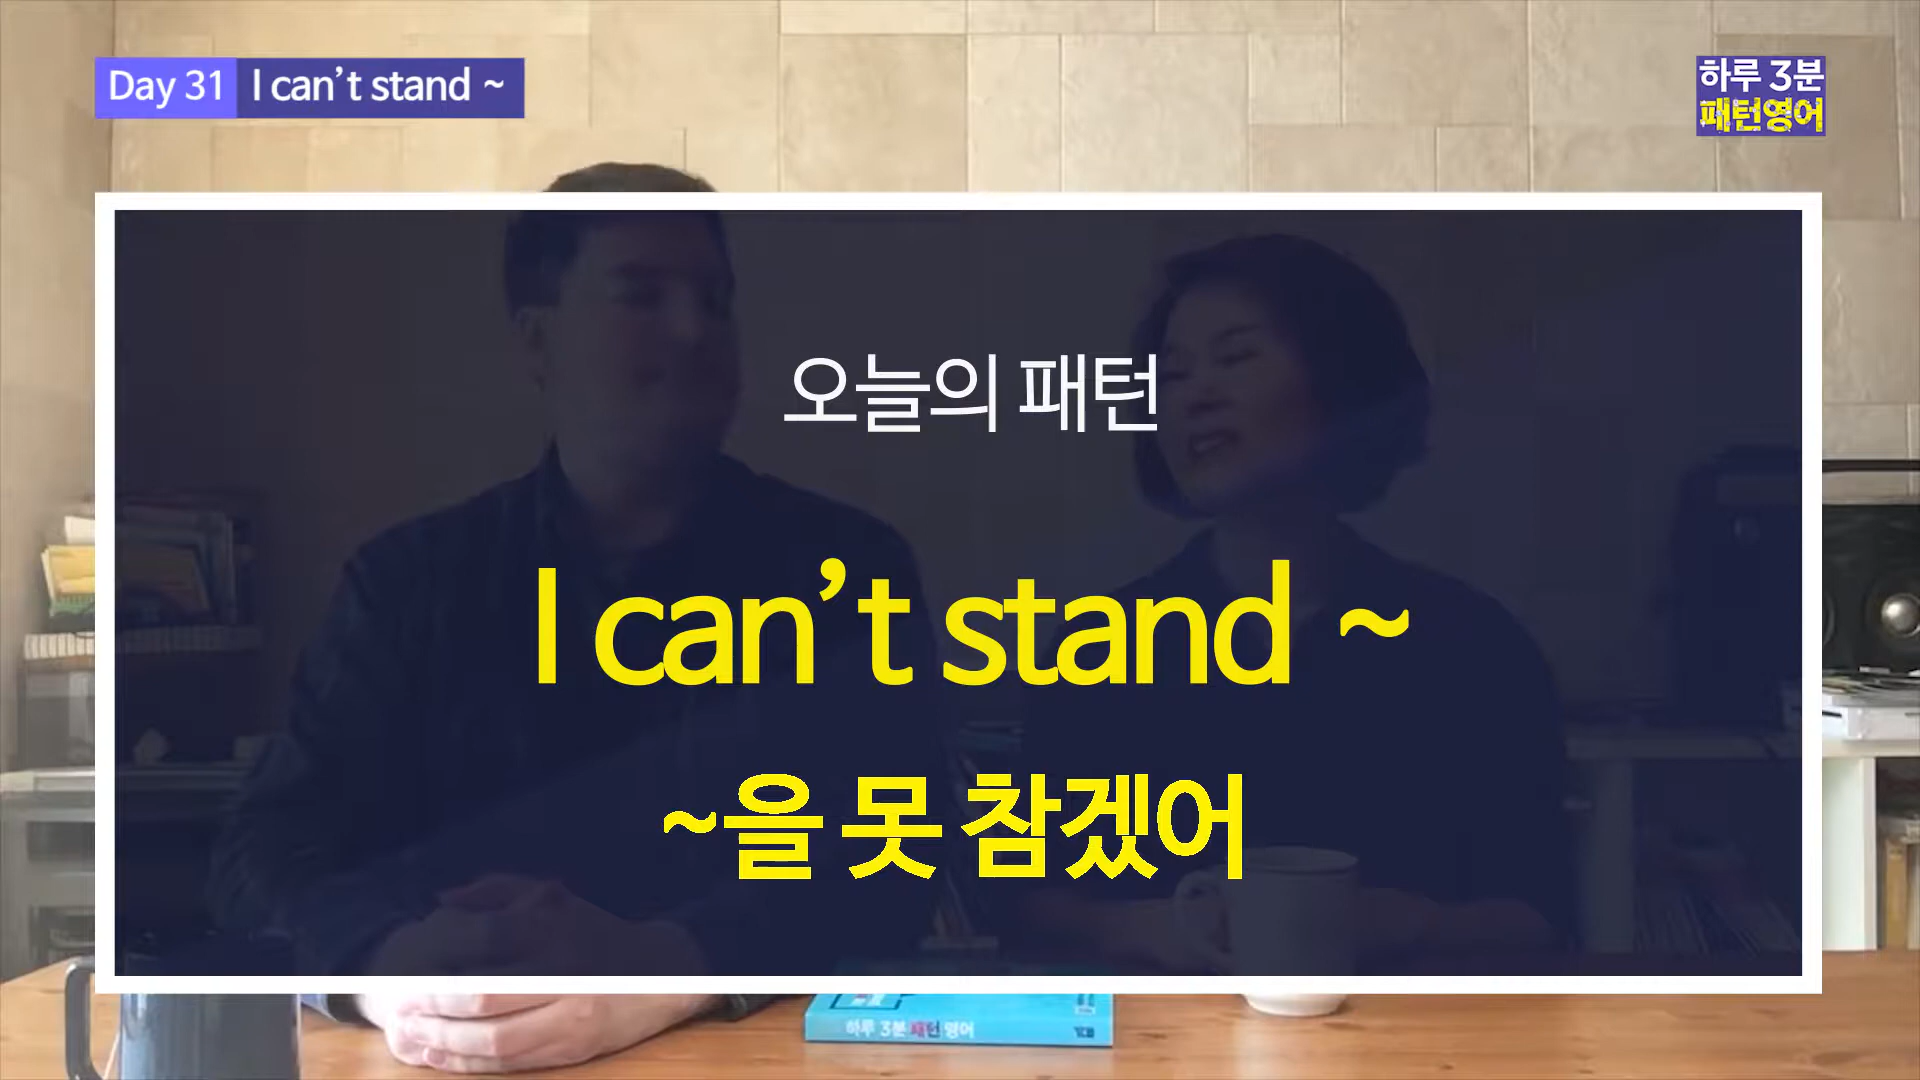 Day 31 I can’t stand ~
하루 3분
패턴영어
오늘의 패턴
I can’t stand ~
~을 못 참겠어
하루 3분 패턴 영어